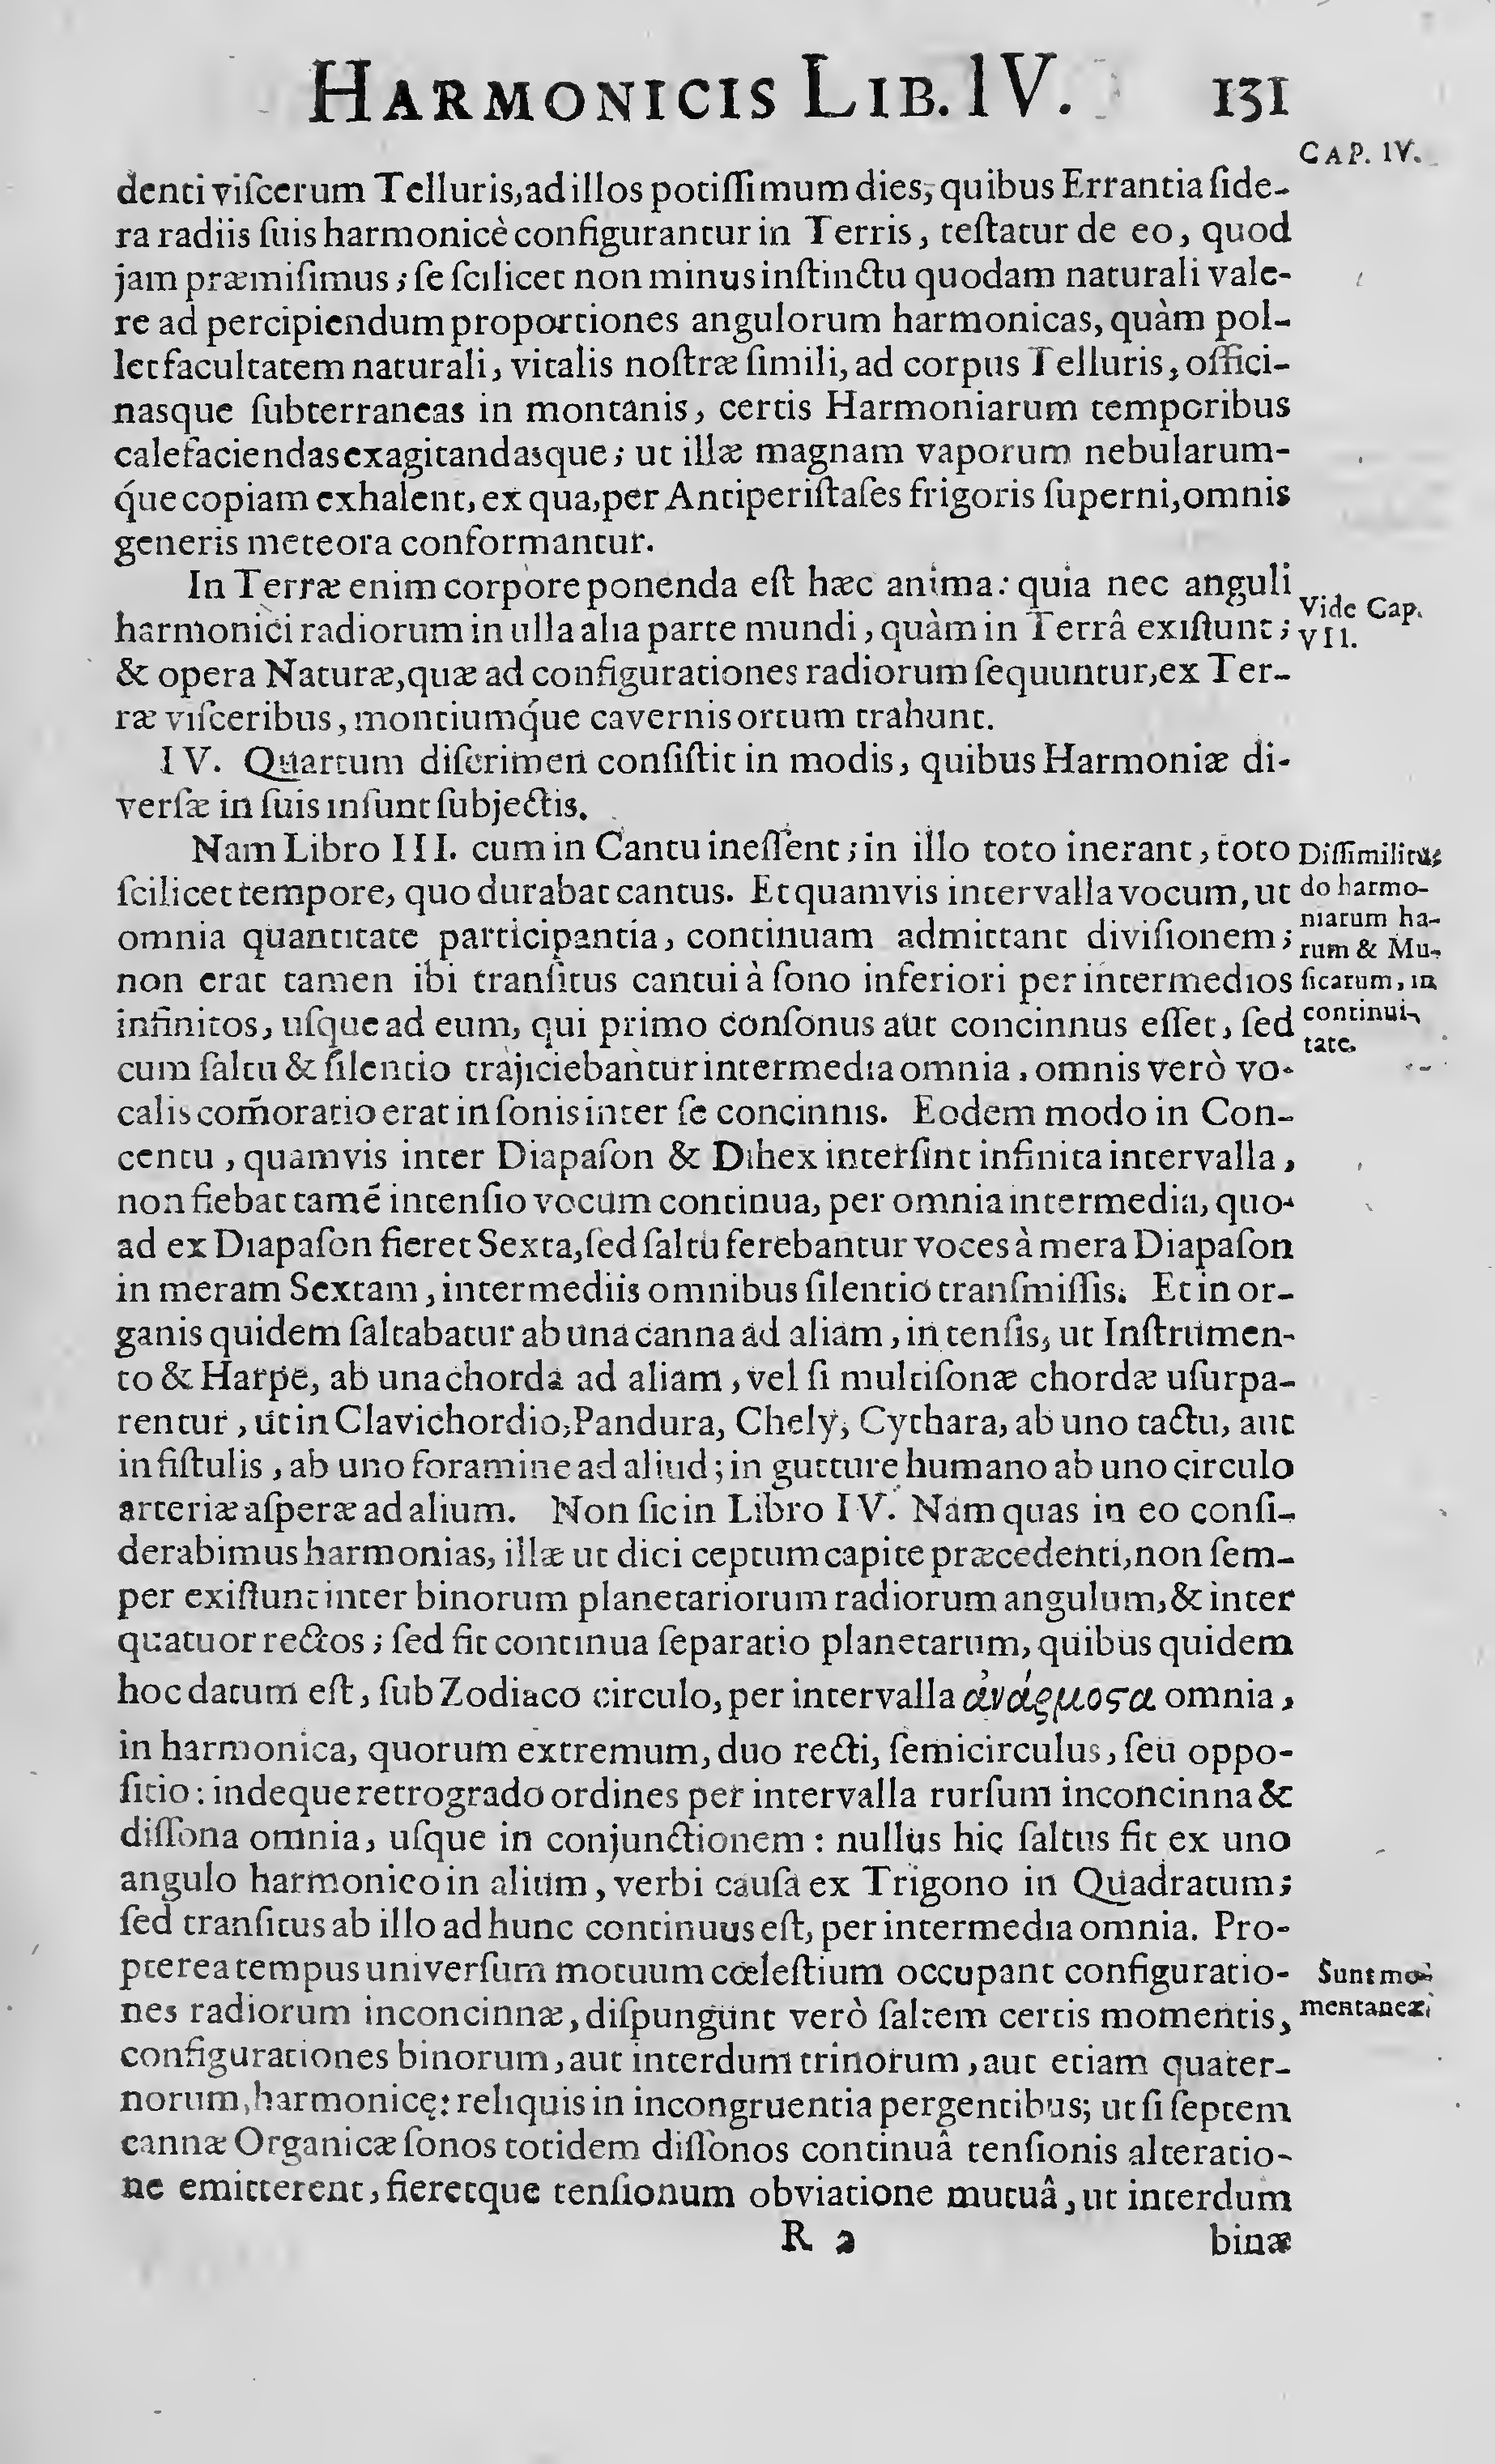 HARMONICIS LIB. IV. 131
CAP. IV.
denti viſcerum Telluris, ad illos potiſſimum dies, quibus Errantia ſide-
ra radiis ſuis harmonicè configurantur in Terris, teſtatur de eo, quod
jam præmiſimus; ſe ſcilicet non minus inſtinctu quodam naturali vale-
re ad percipiendum proportiones angulorum harmonicas, quàm pol-
let facultatem naturali, vitalis noſtræ ſimili, ad corpus Telluris, offici-
nasque ſubterraneas in montanis, certis Harmoniarum temporibus
calefaciendas exagitandasque; ut illæ magnam vaporum nebularum-
q́ue copiam exhalent, ex qua, per Antiperiſtaſes frigoris ſuperni, omnis
generis meteora conformantur.
In Terræ enim corpore ponenda eſt hæc anima: quia nec anguli
harmonici radiorum in ulla alia parte mundi, quàm in Terrâ exiſtunt;
& opera Naturæ, quæ ad configurationes radiorum ſequuntur, ex Ter-
ræ viſceribus, montiumq́ue cavernis ortum trahunt.
Vide Cap.
VII.
IV. Quartum diſcrimen conſiſtit in modis, quibus Harmoniæ di-
verſæ in ſuis inſunt ſubjectis.
Nam Libro III. cum in Cantu ineſſent; in illo toto inerant, toto
ſcilicet tempore, quo durabat cantus. Et quamvis intervalla vocum, ut
omnia quantitate participantia, continuam admittant diviſionem;
non erat tamen ibi tranſitus cantui à ſono inferiori per intermedios
infinitos, uſque ad eum, qui primo conſonus aut concinnus eſſet, ſed
cum ſaltu & ſilentio trajiciebantur intermedia omnia, omnis verò vo-
calis com̃oratio erat in ſonis inter ſe concinnis. Eodem modo in Con-
centu, quamvis inter Diapaſon & Dihex interſint infinita intervalla,
non fiebat tamẽ intenſio vocum continua, per omnia intermedia, quo-
ad ex Diapaſon fieret Sexta, ſed ſaltu ferebantur voces à mera Diapaſon
in meram Sextam, intermediis omnibus ſilentio tranſmiſſis. Et in or-
ganis quidem ſaltabatur ab una canna ad aliam, in tenſis, ut Inſtrumen-
to & Harpe, ab una chorda ad aliam, vel ſi multiſonæ chordæ uſurpa-
rentur, ut in Clavichordio, Pandura, Chely, Cythara, ab uno tactu, aut
in fiſtulis, ab uno foramine ad aliud; in gutture humano ab uno circulo
arteriæ aſperæ ad alium. Non ſic in Libro IV. Nam quas in eo conſi-
derabimus harmonias, illæ ut dici ceptum capite præcedenti, non ſem-
per exiſtunt inter binorum planetariorum radiorum angulum, & inter
quatuor rectos; ſed fit continua ſeparatio planetarum, quibus quidem
hoc datum eſt, ſub Zodiaco circulo, per intervalla ἀνάρμοϛα omnia,
in harmonica, quorum extremum, duo recti, ſemicirculus, ſeu oppo-
ſitio: indeque retrogrado ordines per intervalla rurſum inconcinna &
diſſona omnia, uſque in conjunctionem: nullus hic ſaltus fit ex uno
angulo harmonico in alium, verbi cauſa ex Trigono in Quadratum;
ſed tranſitus ab illo ad hunc continuus eſt, per intermedia omnia. Pro-
pterea tempus univerſum motuum cœleſtium occupant configuratio-
nes radiorum inconcinnæ, diſpungunt verò ſaltem certis momentis,
configurationes binorum, aut interdum trinorum, aut etiam quater-
norum, harmonicę: reliquis in incongruentia pergentibus; ut ſi ſeptem
cannæ Organicæ ſonos totidem diſſonos continuâ tenſionis alteratio-
ne emitterent, fieretque tenſionum obviatione mutuâ, ut interdum
Diſſimilitu-
do harmo-
niarum ha-
rum & Mu-
ſicarum, in
continui-
tate.
Sunt mo-
mentaneæ.
R 2 binæ